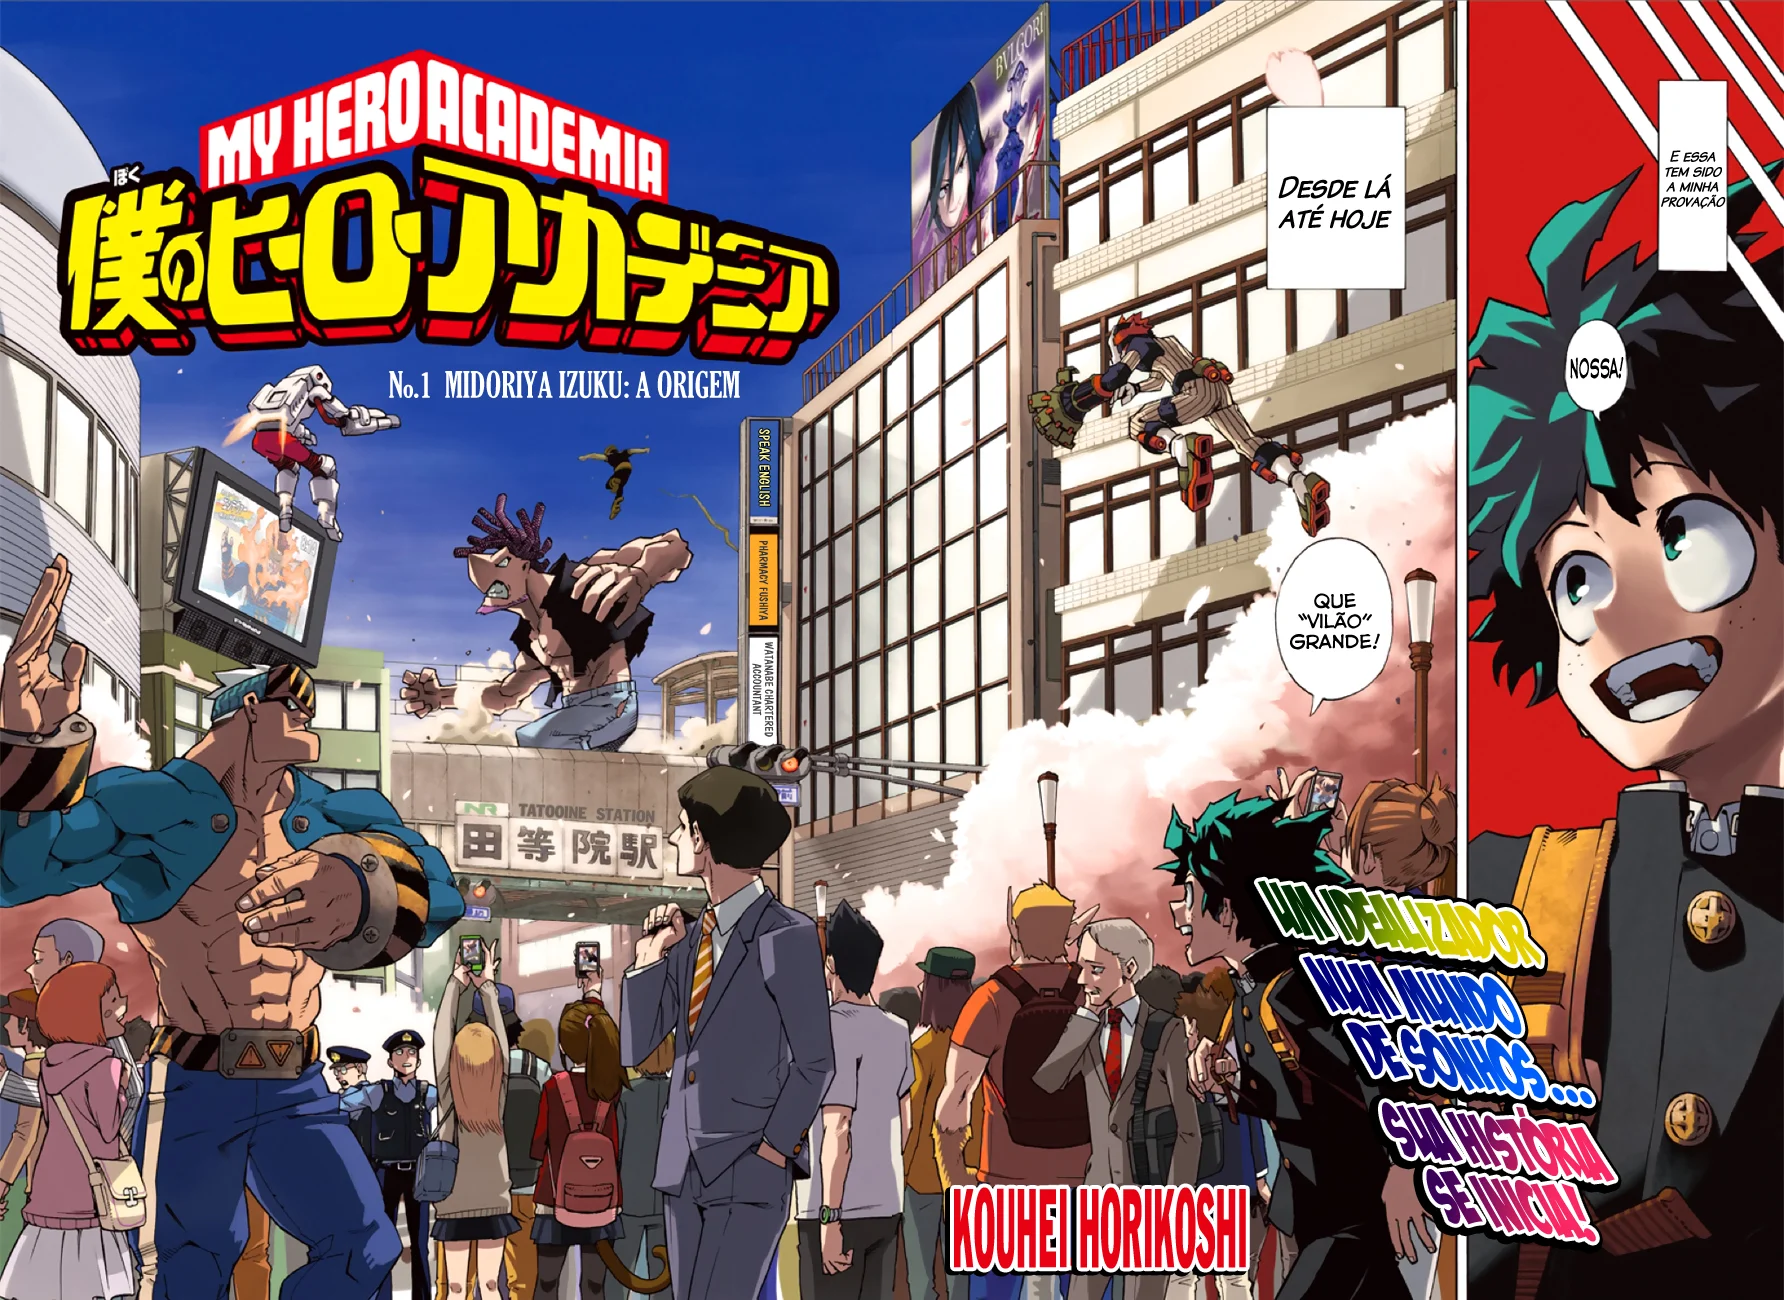 MY HERO ACADEMIA
ぼく
僕のヒーローアカデミア
No.1 MIDORIYA IZUKU: A ORIGEM
BVLGORI
DESDE LÁ
ATÉ HOJE
E ESSA
TEM SIDO
A MINHA
PROVAÇÃO
NOSSA!
SPEAK ENGLISH
PHARMACY FUSHIYA
WATANABE CHARTERED
ACCOUNTANT
QUE
"VILÃO"
GRANDE!
NR TATOOINE STATION
田等院駅
UM IDEALIZADOR
NUM MUNDO
DE SONHOS...
SUA HISTÓRIA
SE INICIA!
KOUHEI HORIKOSHI